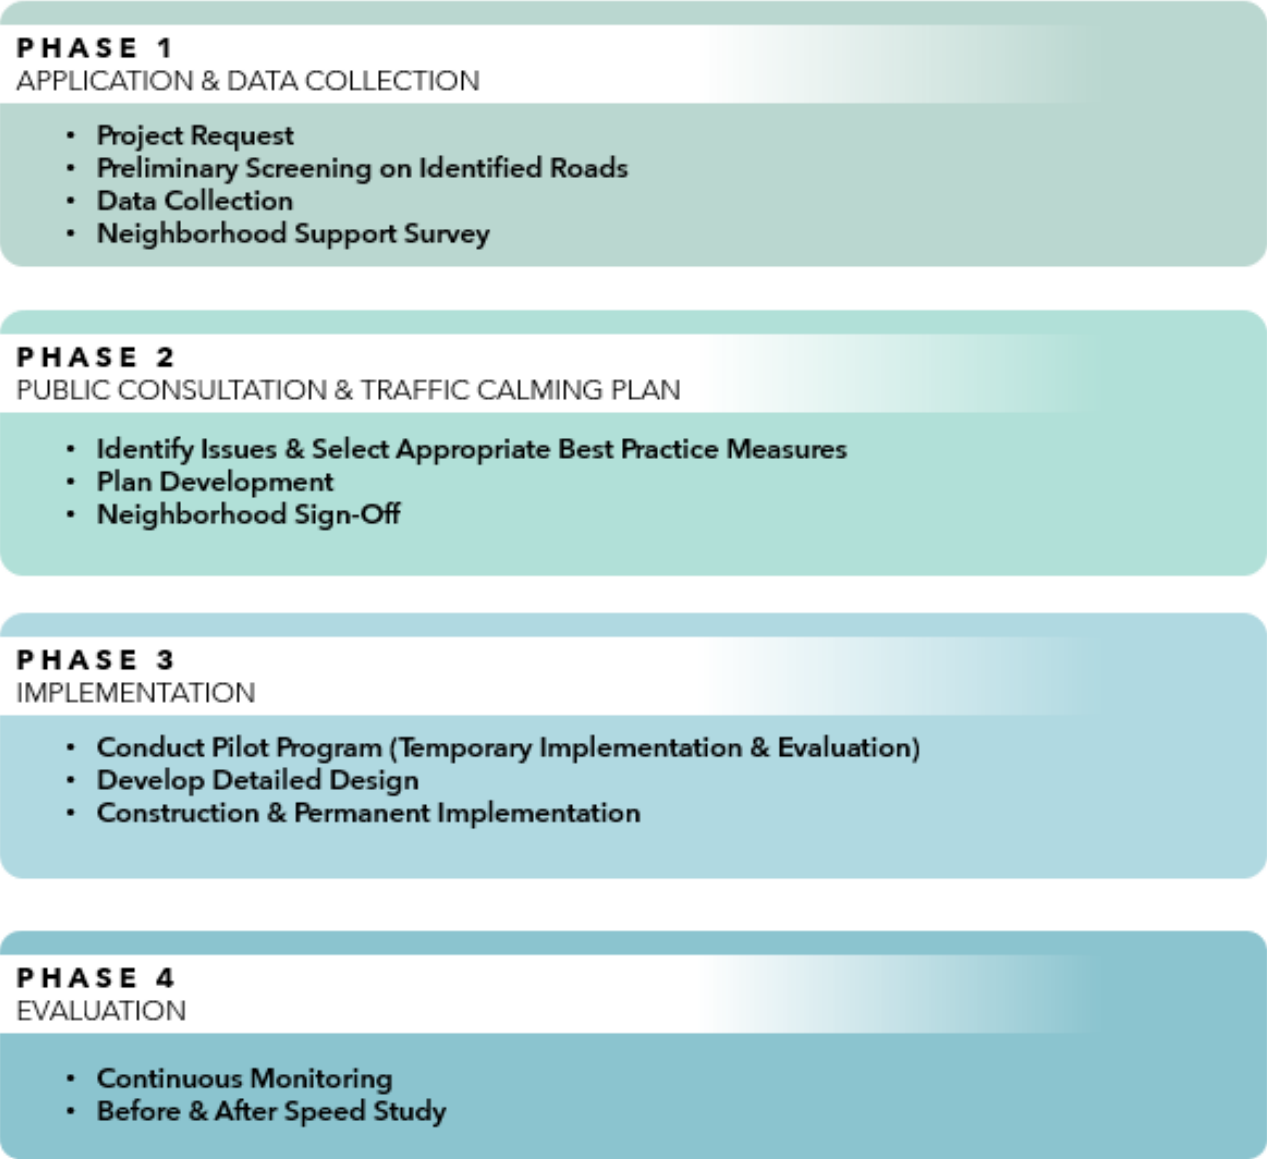 PHASE 1
APPLICATION & DATA COLLECTION
• Project Request
• Preliminary Screening on Identified Roads
• Data Collection
• Neighborhood Support Survey
PHASE 2
PUBLIC CONSULTATION & TRAFFIC CALMING PLAN
• Identify Issues & Select Appropriate Best Practice Measures
• Plan Development
• Neighborhood Sign-Off
PHASE 3
IMPLEMENTATION
• Conduct Pilot Program (Temporary Implementation & Evaluation)
• Develop Detailed Design
• Construction & Permanent Implementation
PHASE 4
EVALUATION
• Continuous Monitoring
• Before & After Speed Study